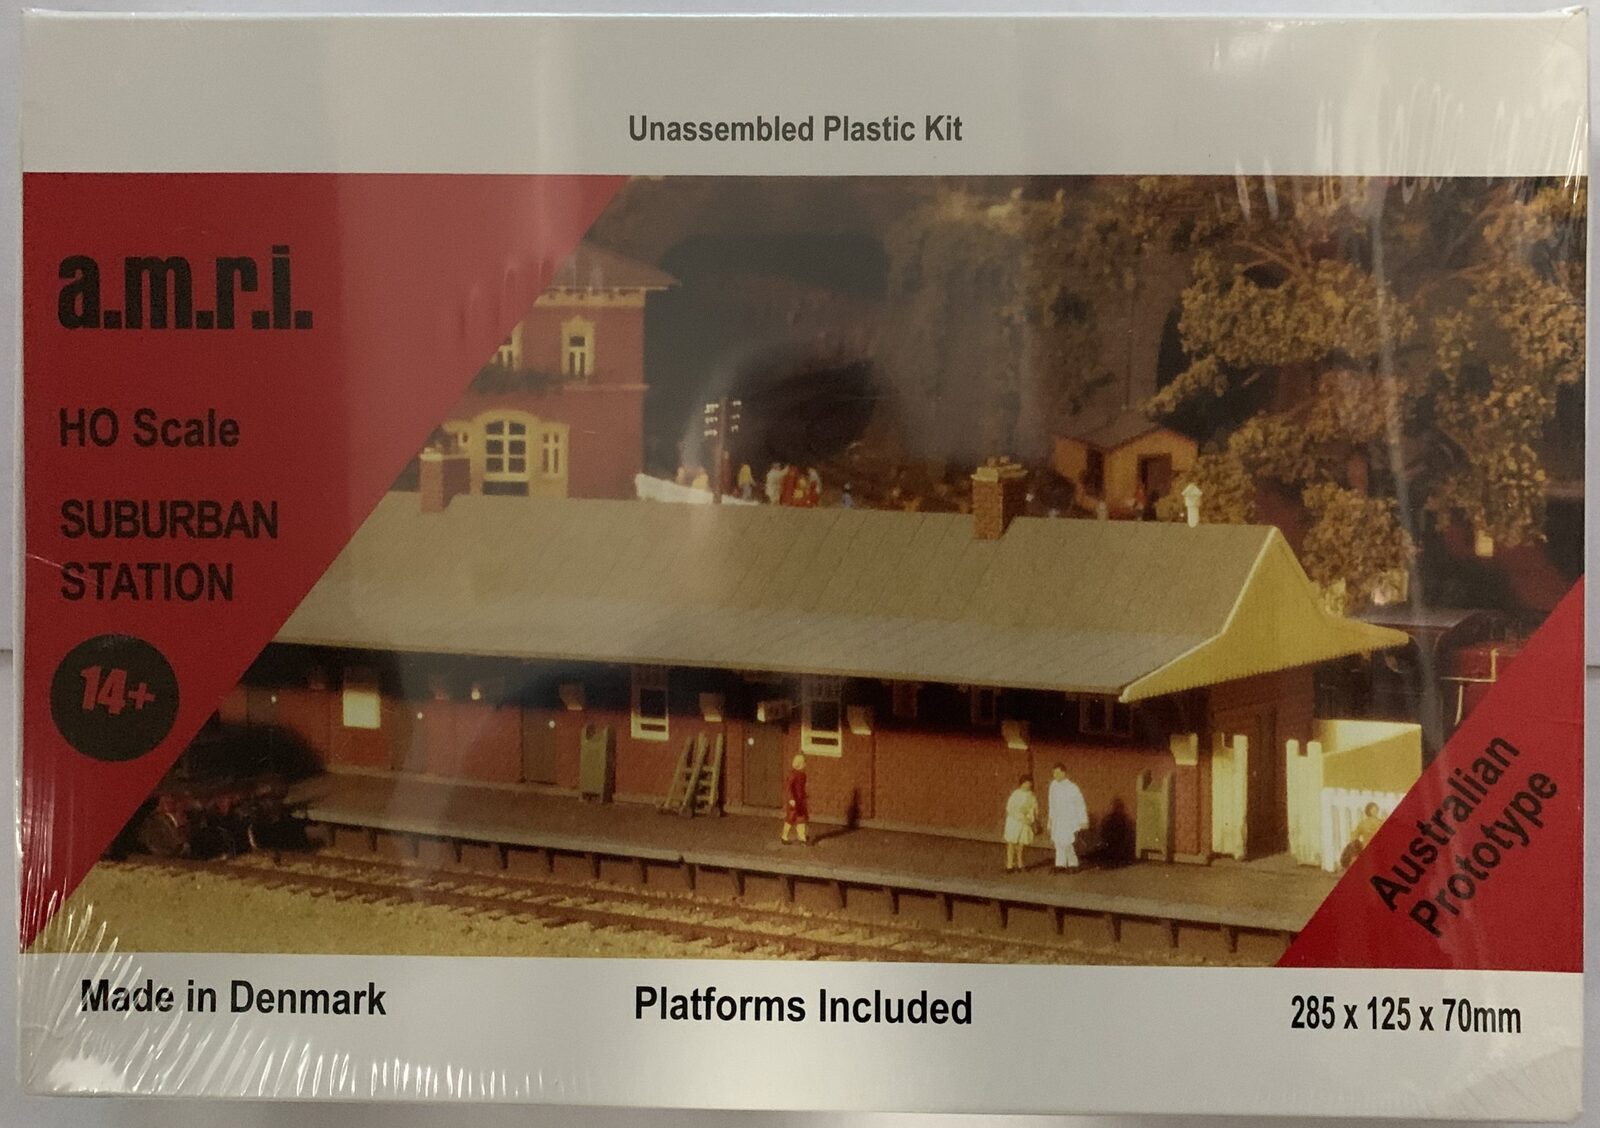 Unassembled Plastic Kit
a.m.r.i.
HO Scale
SUBURBAN
STATION
14+
Australian
Prototype
Made in Denmark
Platforms Included
285 x 125 x 70mm